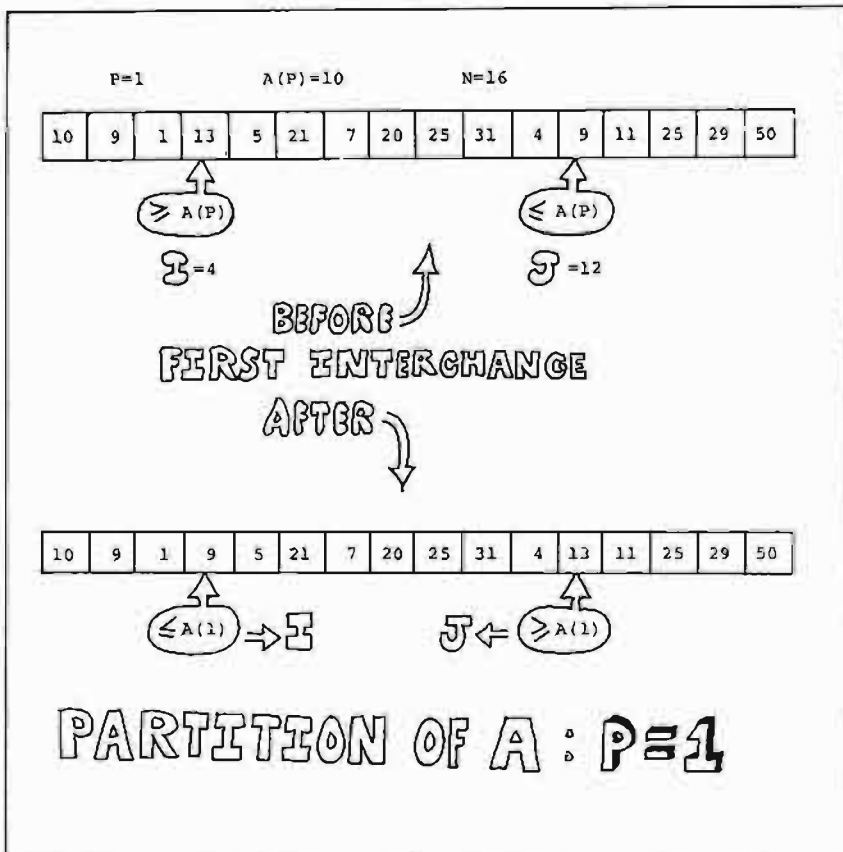 P=1 A(P)=10 N=16
10 9 1 13 5 21 7 20 25 31 4 9 11 25 29 50
≥ A(P) ≤ A(P)
I=4 J=12
BEFORE
FIRST INTERCHANGE
AFTER
10 9 1 9 5 21 7 20 25 31 4 13 11 25 29 50
≤A(1) ⇒ I J ⇐ ≥A(1)
PARTITION OF A : P=1